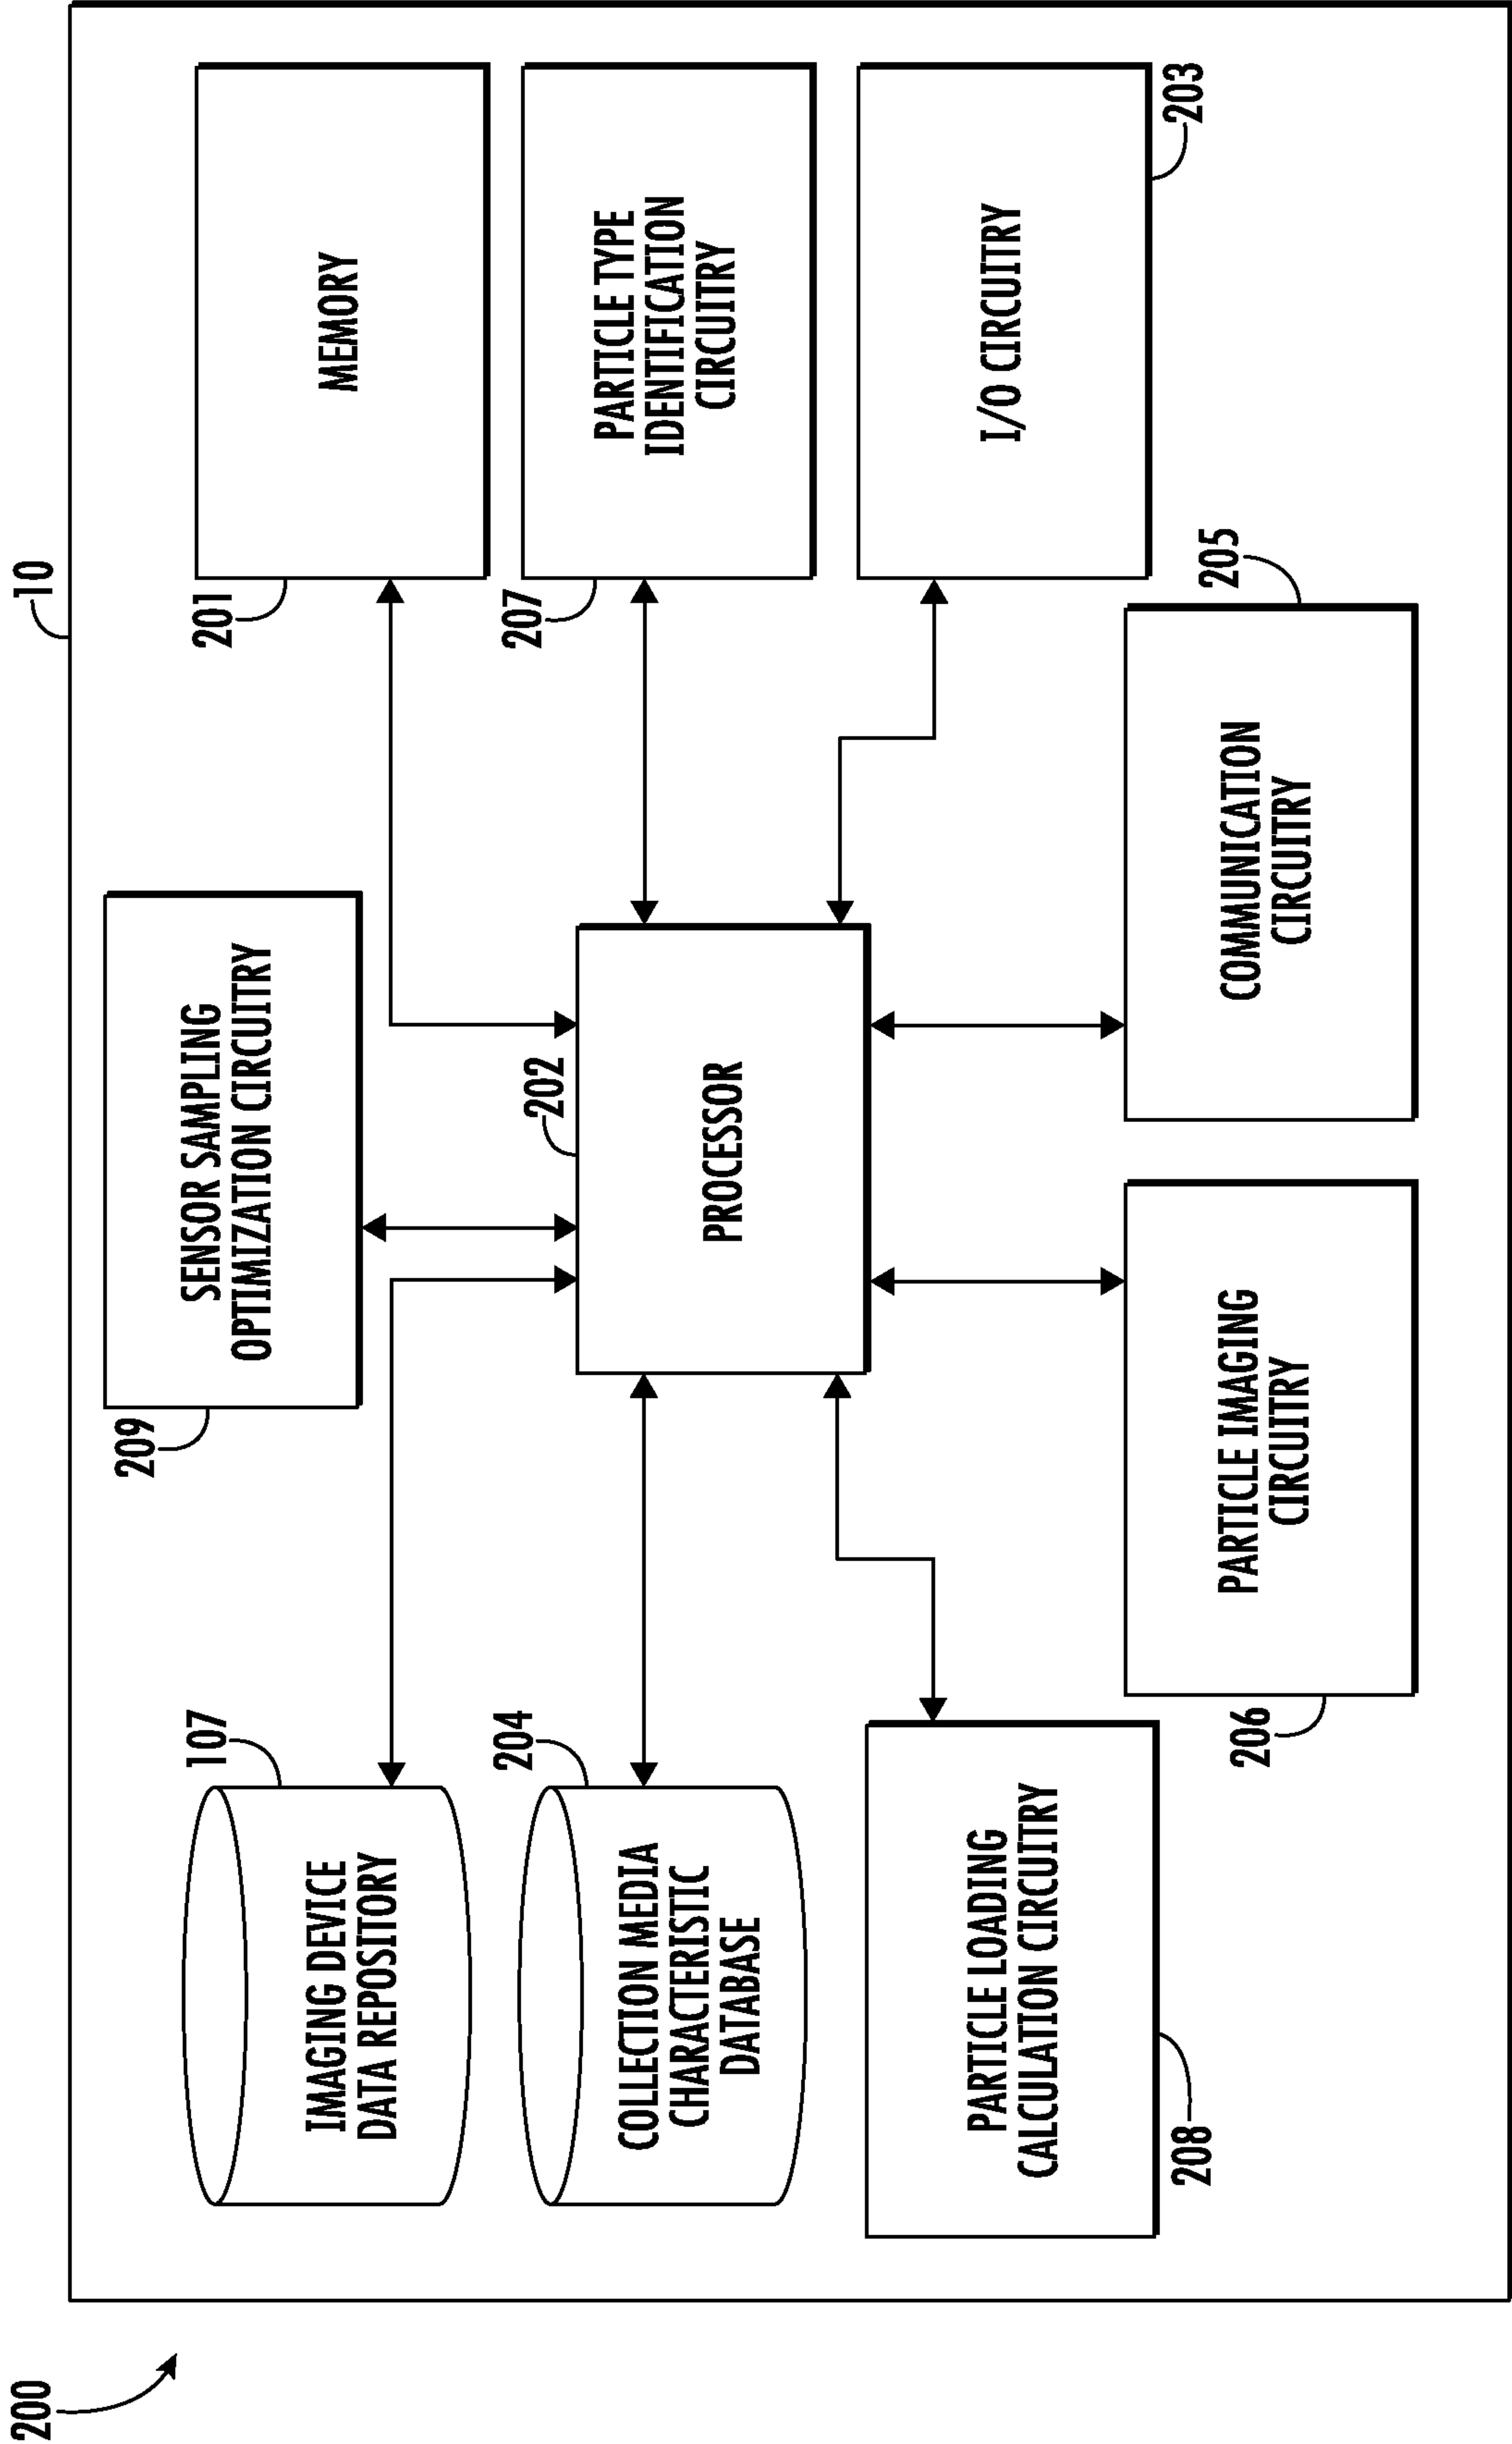 200
10
107
IMAGING DEVICE
DATA REPOSITORY
209
SENSOR SAMPLING
OPTIMIZATION CIRCUITRY
201
MEMORY
204
COLLECTION MEDIA
CHARACTERISTIC
DATABASE
202
PROCESSOR
207
PARTICLE TYPE
IDENTIFICATION
CIRCUITRY
208
PARTICLE LOADING
CALCULATION CIRCUITRY
203
I/O CIRCUITRY
206
PARTICLE IMAGING
CIRCUITRY
205
COMMUNICATION
CIRCUITRY